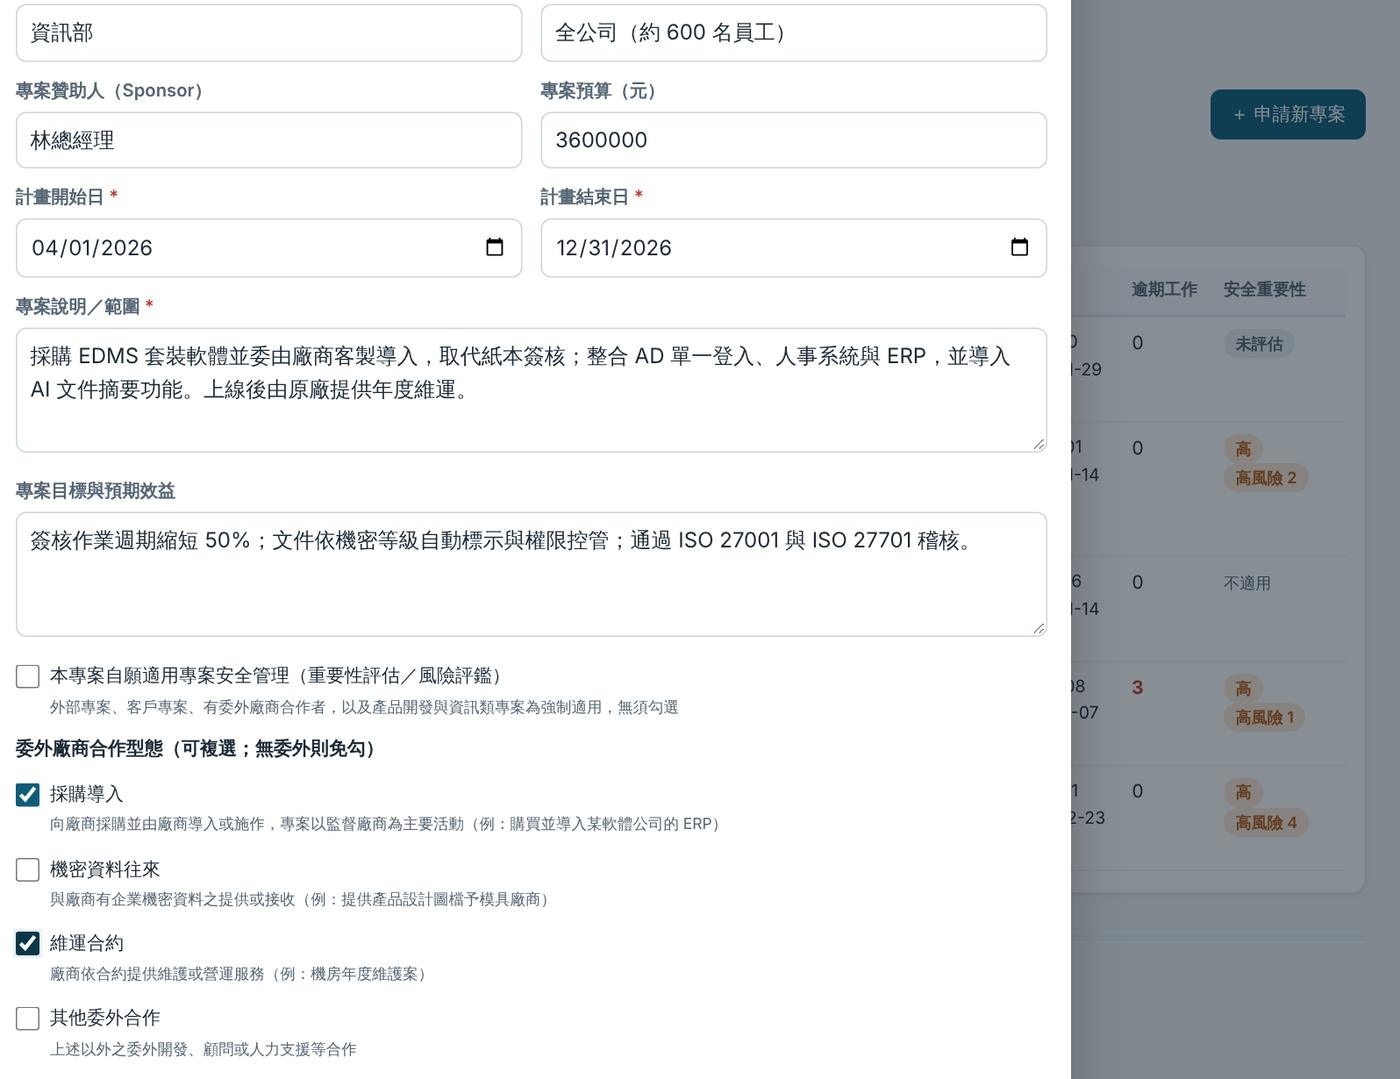 資訊部
全公司（約 600 名員工）
專案贊助人（Sponsor）
專案預算（元）
林總經理
3600000
計畫開始日 *
計畫結束日 *
04/01/2026
12/31/2026
專案說明／範圍 *
採購 EDMS 套裝軟體並委由廠商客製導入，取代紙本簽核；整合 AD 單一登入、人事系統與 ERP，並導入
AI 文件摘要功能。上線後由原廠提供年度維運。
專案目標與預期效益
簽核作業週期縮短 50%；文件依機密等級自動標示與權限控管；通過 ISO 27001 與 ISO 27701 稽核。
本專案自願適用專案安全管理（重要性評估／風險評鑑）
外部專案、客戶專案、有委外廠商合作者，以及產品開發與資訊類專案為強制適用，無須勾選
委外廠商合作型態（可複選；無委外則免勾）
採購導入
向廠商採購並由廠商導入或施作，專案以監督廠商為主要活動（例：購買並導入某軟體公司的 ERP）
機密資料往來
與廠商有企業機密資料之提供或接收（例：提供產品設計圖檔予模具廠商）
維運合約
廠商依合約提供維護或營運服務（例：機房年度維護案）
其他委外合作
上述以外之委外開發、顧問或人力支援等合作
＋ 申請新專案
逾期工作
安全重要性
0
未評估
-29
01
0
高
-14
高風險 2
6
0
不適用
-14
08
3
高
-07
高風險 1
1
0
高
2-23
高風險 4